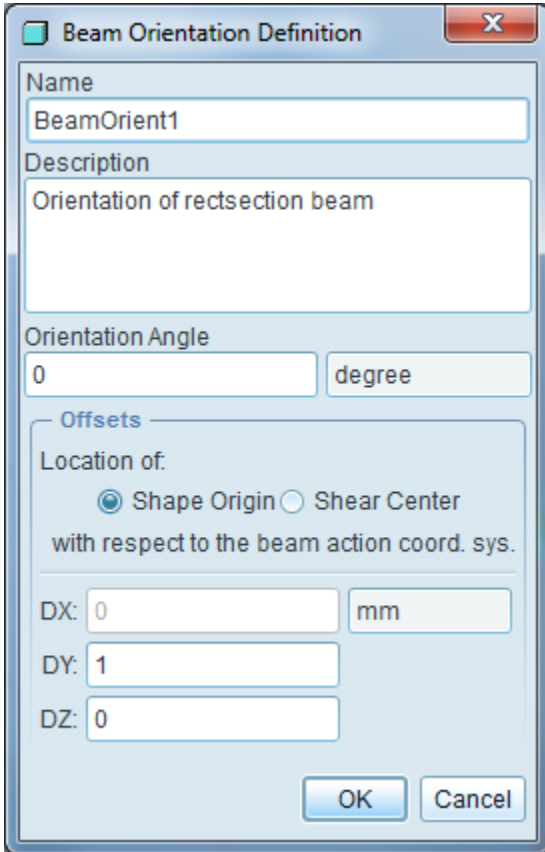 Beam Orientation Definition
Name
BeamOrient1
Description
Orientation of rectsection beam
Orientation Angle
0 degree
Offsets
Location of:
Shape Origin Shear Center
with respect to the beam action coord. sys.
DX: 0 mm
DY: 1
DZ: 0
OK Cancel